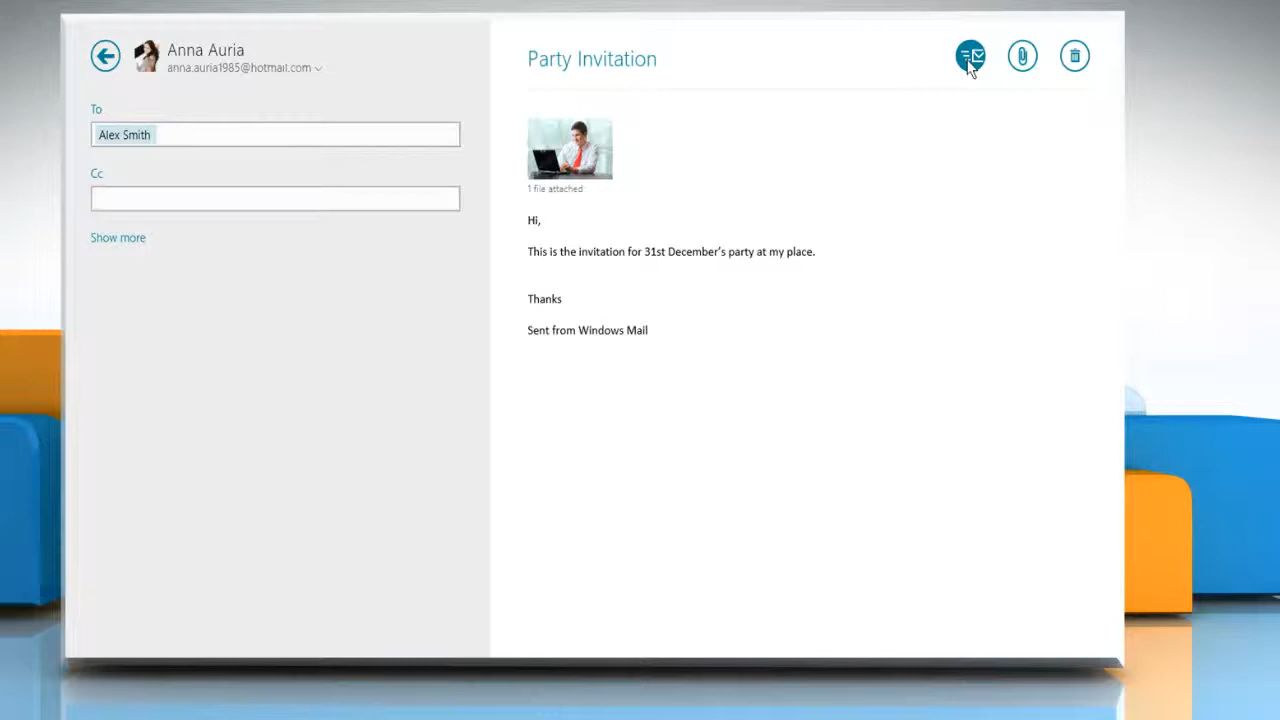 Anna Auria
anna.auria1985@hotmail.com
To
Alex Smith
Cc
Show more
Party Invitation
1 file attached
Hi,
This is the invitation for 31st December's party at my place.
Thanks
Sent from Windows Mail